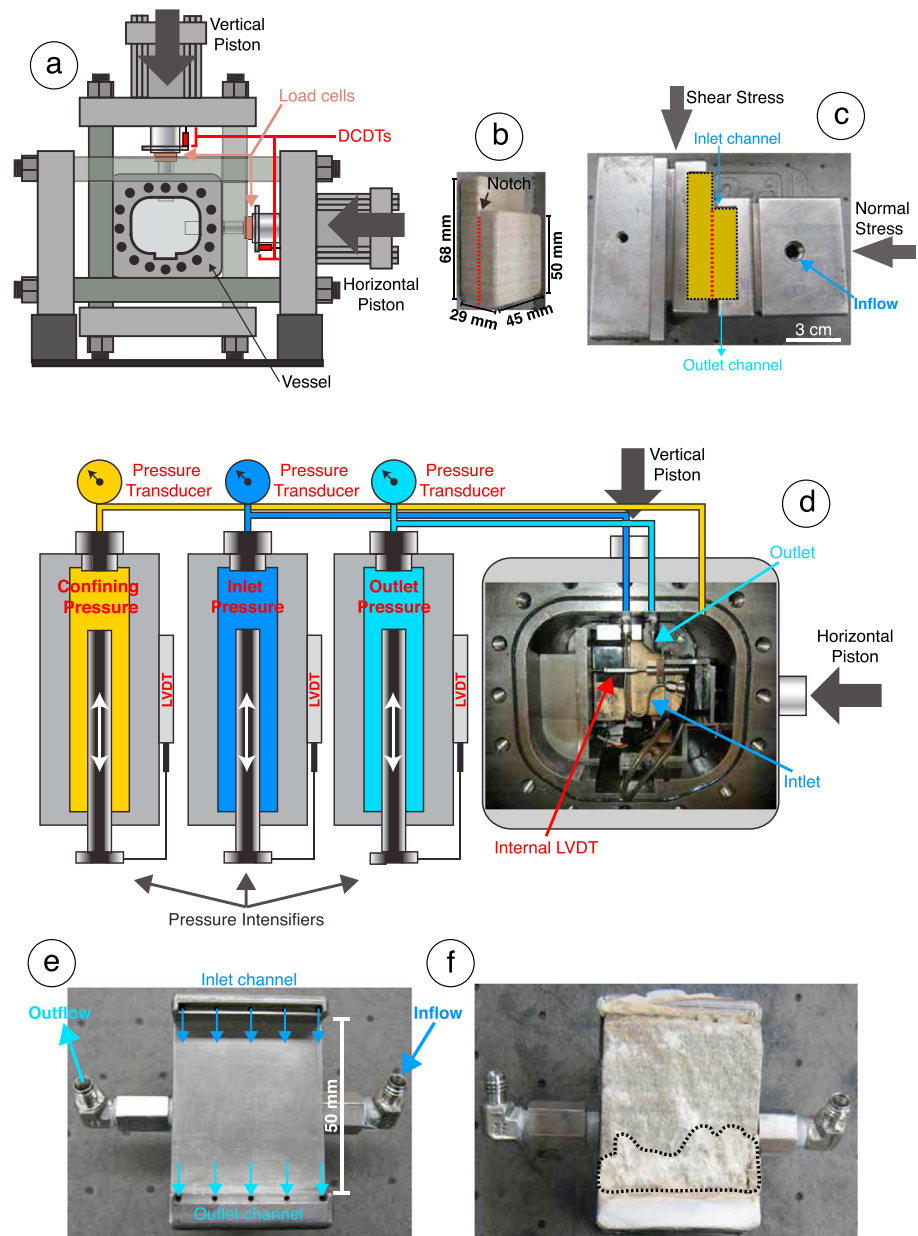 a
Vertical
Piston
Load cells
DCDTs
Horizontal
Piston
Vessel
b
Notch
68 mm
50 mm
29 mm
45 mm
c
Shear Stress
Inlet channel
Normal
Stress
Inflow
3 cm
Outlet channel
d
Pressure
Transducer
Pressure
Transducer
Pressure
Transducer
Vertical
Piston
Confining
Pressure
Inlet
Pressure
Outlet
Pressure
LVDT
LVDT
LVDT
Outlet
Horizontal
Piston
Intlet
Internal LVDT
Pressure Intensifiers
e
Inlet channel
Outflow
Inflow
50 mm
Outlet channel
f